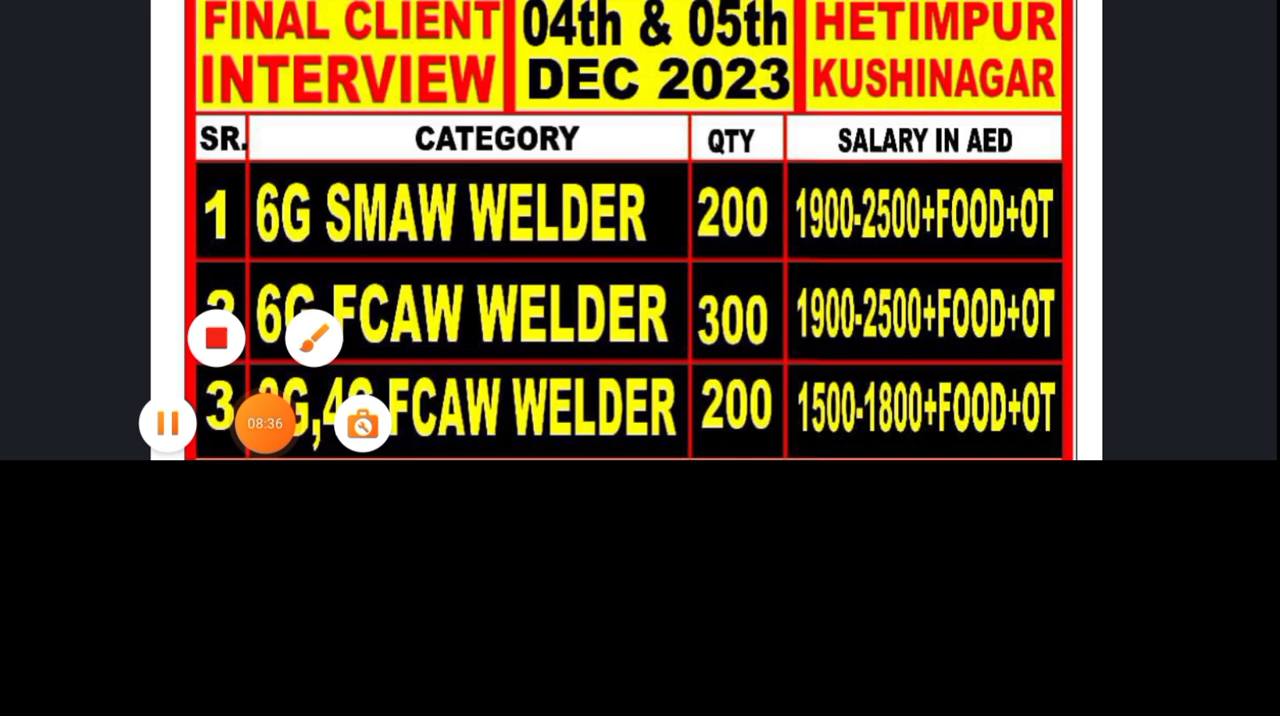 FINAL CLIENT INTERVIEW
04th & 05th DEC 2023
HETIMPUR KUSHINAGAR
SR. CATEGORY QTY SALARY IN AED
1 6G SMAW WELDER 200 1900-2500+FOOD+OT
2 6G FCAW WELDER 300 1900-2500+FOOD+OT
3 FCAW WELDER 200 1500-1800+FOOD+OT
08:36